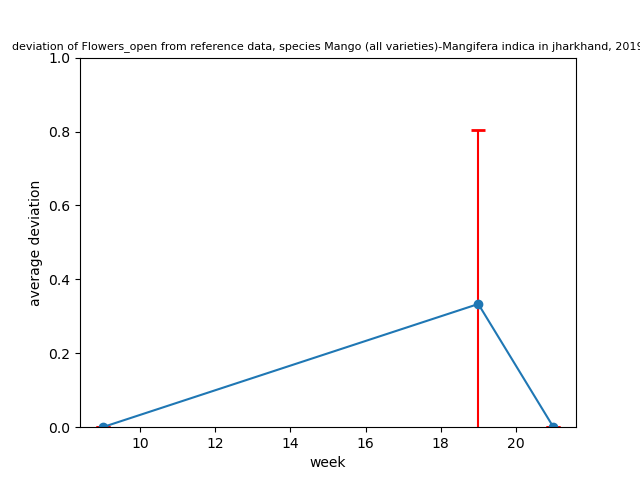 deviation of Flowers_open from reference data, species Mango (all varieties)-Mangifera indica in jharkhand, 2019
1.0
0.8
0.6
0.4
0.2
0.0
average deviation
10 12 14 16 18 20
week